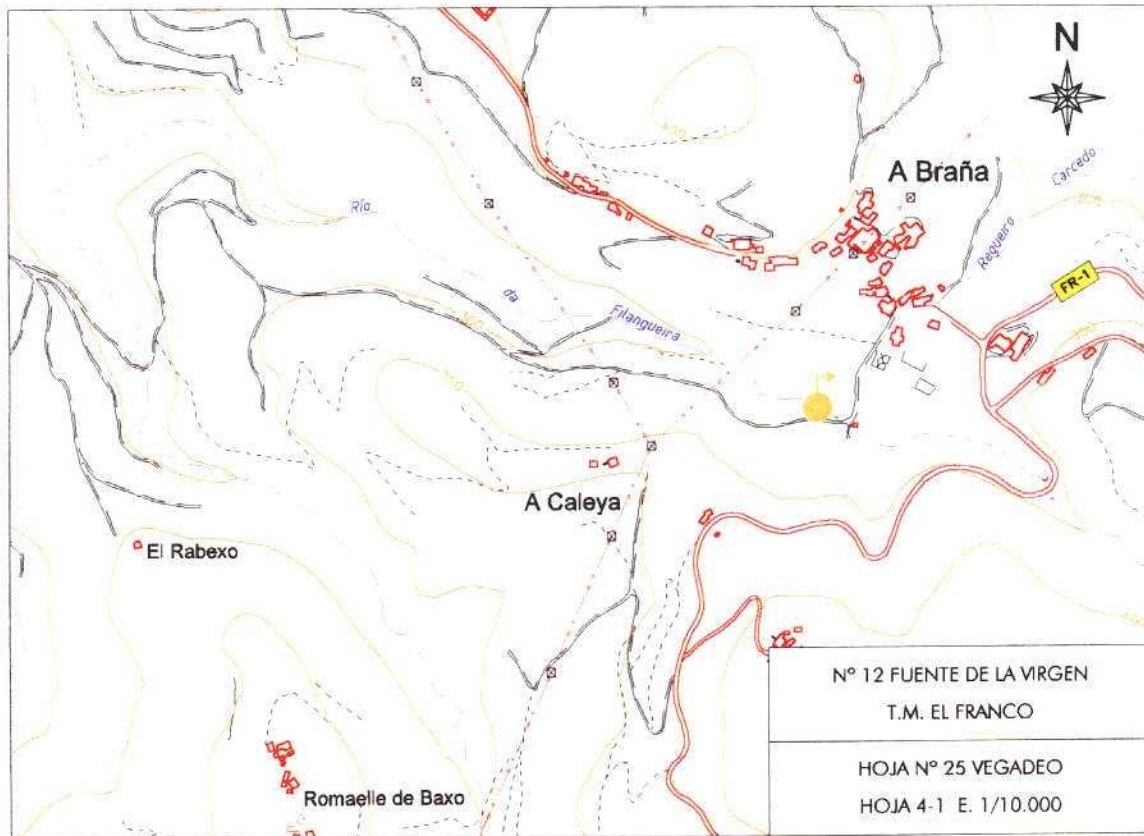 N
A Braña
Carcedo
Regueiro
Río
da
Filangueira
FR-1
A Caleya
El Rabexo
Romaelle de Baxo
Nº 12 FUENTE DE LA VIRGEN
T.M. EL FRANCO
HOJA Nº 25 VEGADEO
HOJA 4-1 E. 1/10.000